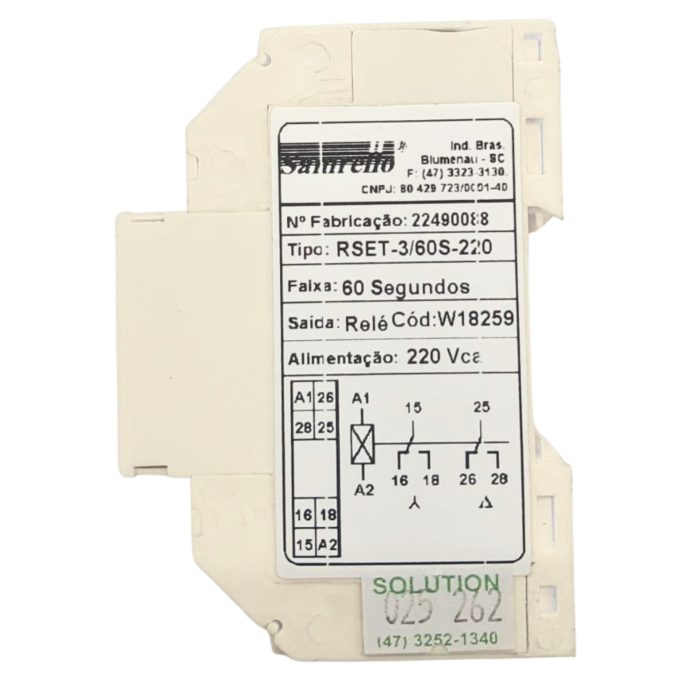 Samrello
Ind. Bras.
Blumenau - SC
F: (47) 3323-3130.
CNPJ: 80 429 723/0001-40
Nº Fabricação: 22490088
Tipo: RSET-3/60S-220
Faixa: 60 Segundos
Saída: Relé Cód:W18259
Alimentação: 220 Vca
A1 26
28 25
16 18
15 A2
A1
15 25
A2
16 18 26 28
SOLUTION
025 262
(47) 3252-1340